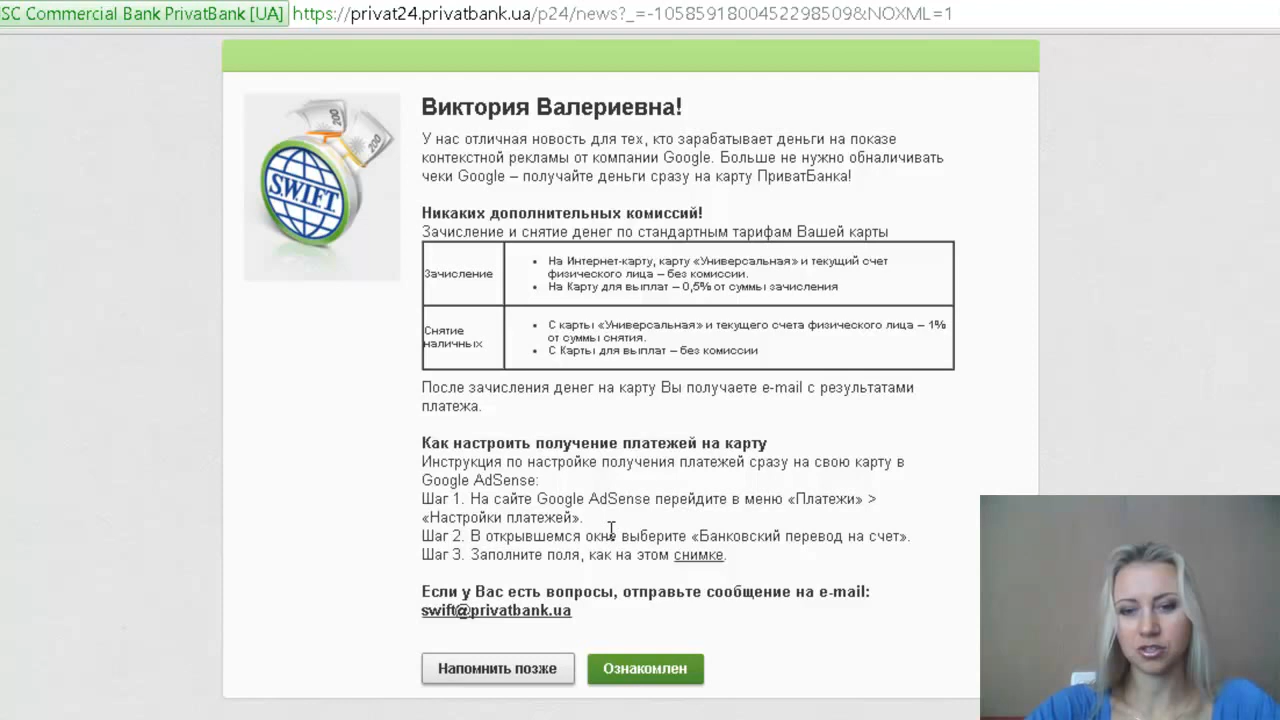 SC Commercial Bank PrivatBank [UA] https://privat24.privatbank.ua/p24/news?_=-1058591800452298509&NOXML=1
200
200
S.W.I.F.T.
Виктория Валериевна!
У нас отличная новость для тех, кто зарабатывает деньги на показе
контекстной рекламы от компании Google. Больше не нужно обналичивать
чеки Google – получайте деньги сразу на карту ПриватБанка!
Никаких дополнительных комиссий!
Зачисление и снятие денег по стандартным тарифам Вашей карты
Зачисление
• На Интернет-карту, карту «Универсальная» и текущий счет
физического лица – без комиссии.
• На Карту для выплат – 0,5% от суммы зачисления
Снятие
наличных
• С карты «Универсальная» и текущего счета физического лица – 1%
от суммы снятия.
• С Карты для выплат – без комиссии
После зачисления денег на карту Вы получаете e-mail с результатами
платежа.
Как настроить получение платежей на карту
Инструкция по настройке получения платежей сразу на свою карту в
Google AdSense:
Шаг 1. На сайте Google AdSense перейдите в меню «Платежи» >
«Настройки платежей».
Шаг 2. В открывшемся окне выберите «Банковский перевод на счет».
Шаг 3. Заполните поля, как на этом снимке.
Если у Вас есть вопросы, отправьте сообщение на e-mail:
swift@privatbank.ua
Напомнить позже
Ознакомлен